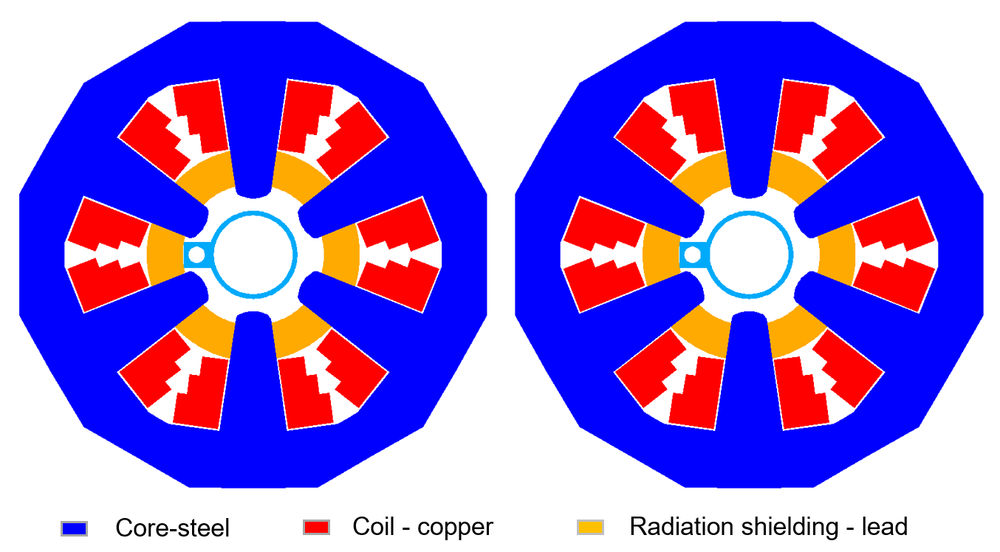 Core-steel
Coil - copper
Radiation shielding - lead